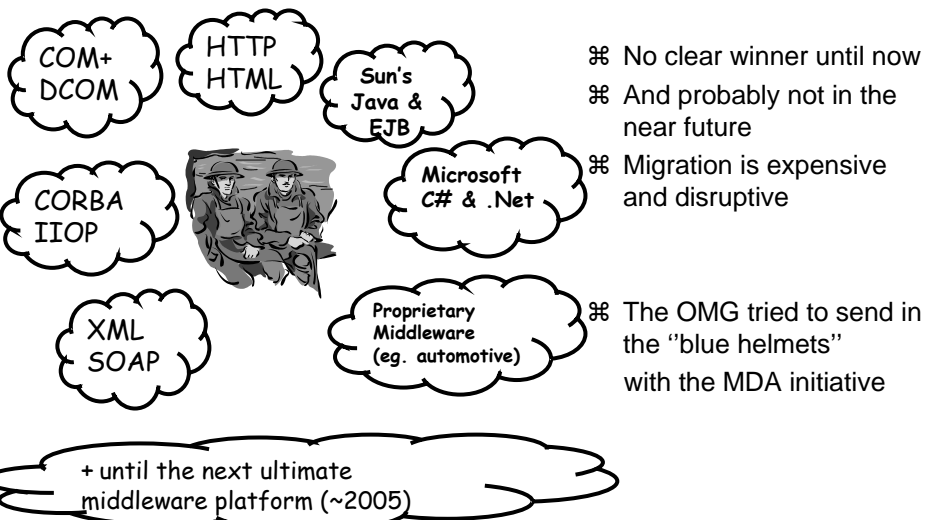 COM+
DCOM
HTTP
HTML
Sun's
Java &
EJB
Microsoft
C# & .Net
CORBA
IIOP
XML
SOAP
Proprietary
Middleware
(eg. automotive)
+ until the next ultimate
middleware platform (~2005)
⌘ No clear winner until now
⌘ And probably not in the
near future
⌘ Migration is expensive
and disruptive
⌘ The OMG tried to send in
the ‘’blue helmets’’
with the MDA initiative